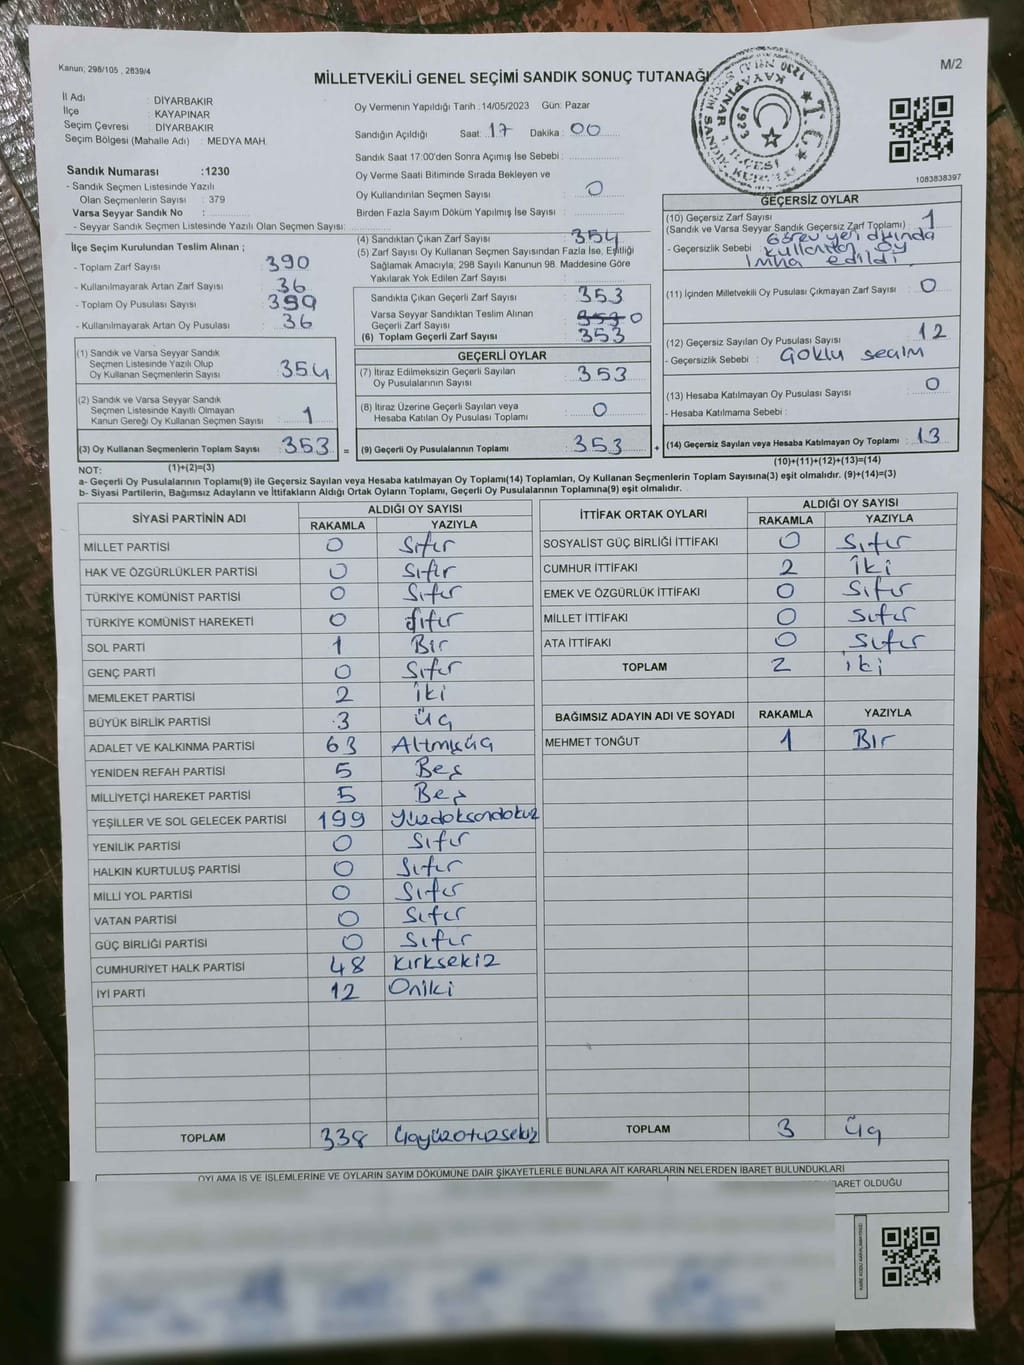 Kanun, 298/105 , 2839/4
MİLLETVEKİLİ GENEL SEÇİMİ SANDIK SONUÇ TUTANAĞI
M/2
İl Adı : DİYARBAKIR
İlçe : KAYAPINAR
Seçim Çevresi : DİYARBAKIR
Seçim Bölgesi (Mahalle Adı) : MEDYA MAH.
Sandık Numarası :1230
- Sandık Seçmen Listesinde Yazılı
Olan Seçmenlerin Sayısı : 379
Varsa Seyyar Sandık No :
- Seyyar Sandık Seçmen Listesinde Yazılı Olan Seçmen Sayısı:
Oy Vermenin Yapıldığı Tarih :14/05/2023 Gün: Pazar
Sandığın Açıldığı Saat: 17 Dakika : 00
Sandık Saat 17:00'den Sonra Açımış İse Sebebi :
Oy Verme Saati Bitiminde Sırada Bekleyen ve
Oy Kullandırılan Seçmen Sayısı : 0
Birden Fazla Sayım Döküm Yapılmış İse Sayısı :
T.C.
1923
1083838397
İlçe Seçim Kurulundan Teslim Alınan ;
- Toplam Zarf Sayısı : 390
- Kullanılmayarak Artan Zarf Sayısı : 36
- Toplam Oy Pusulası Sayısı : 390
- Kullanılmayarak Artan Oy Pusulası : 36
(1) Sandık ve Varsa Seyyar Sandık
Seçmen Listesinde Yazılı Olup
Oy Kullanan Seçmenlerin Sayısı : 354
(2) Sandık ve Varsa Seyyar Sandık
Seçmen Listesinde Kayıtlı Olmayan
Kanun Gereği Oy Kullanan Seçmen Sayısı : 1
(3) Oy Kullanan Seçmenlerin Toplam Sayısı : 353 =
(4) Sandıktan Çıkan Zarf Sayısı : 354
(5) Zarf Sayısı Oy Kullanan Seçmen Sayısından Fazla İse, Eşitliği
Sağlamak Amacıyla, 298 Sayılı Kanunun 98. Maddesine Göre
Yakılarak Yok Edilen Zarf Sayısı :
Sandıkta Çıkan Geçerli Zarf Sayısı : 353
Varsa Seyyar Sandıktan Teslim Alınan
Geçerli Zarf Sayısı : 353 0
(6) Toplam Geçerli Zarf Sayısı : 353
GEÇERLİ OYLAR
(7) İtiraz Edilmeksizin Geçerli Sayılan
Oy Pusulalarının Sayısı : 353
(8) İtiraz Üzerine Geçerli Sayılan veya
Hesaba Katılan Oy Pusulası Toplamı : 0
(9) Geçerli Oy Pusulalarının Toplamı : 353 +
GEÇERSİZ OYLAR
(10) Geçersiz Zarf Sayısı
(Sandık ve Varsa Seyyar Sandık Geçersiz Zarf Toplamı) : 1
- Geçersizlik Sebebi : Görev yeri dışında
kullanılan oy
imha edildi.
(11) İçinden Milletvekili Oy Pusulası Çıkmayan Zarf Sayısı : 0
(12) Geçersiz Sayılan Oy Pusulası Sayısı : 12
- Geçersizlik Sebebi : Çoklu seçim
(13) Hesaba Katılmayan Oy Pusulası Sayısı : 0
- Hesaba Katılmama Sebebi :
(14) Geçersiz Sayılan veya Hesaba Katılmayan Oy Toplamı : 13
NOT: (1)+(2)=(3)
(10)+(11)+(12)+(13)=(14)
a- Geçerli Oy Pusulalarının Toplamı(9) ile Geçersiz Sayılan veya Hesaba katılmayan Oy Toplamı(14) Toplamları, Oy Kullanan Seçmenlerin Toplam Sayısına(3) eşit olmalıdır. (9)+(14)=(3)
b- Siyasi Partilerin, Bağımsız Adayların ve İttifakların Aldığı Ortak Oyların Toplamı, Geçerli Oy Pusulalarının Toplamına(9) eşit olmalıdır.
SİYASİ PARTİNİN ADI ALDIĞI OY SAYISI
RAKAMLA YAZIYLA
MİLLET PARTİSİ 0 Sıfır
HAK VE ÖZGÜRLÜKLER PARTİSİ 0 Sıfır
TÜRKİYE KOMÜNİST PARTİSİ 0 Sıfır
TÜRKİYE KOMÜNİST HAREKETİ 0 Sıfır
SOL PARTİ 1 Bir
GENÇ PARTİ 0 Sıfır
MEMLEKET PARTİSİ 2 İki
BÜYÜK BİRLİK PARTİSİ 3 Üç
ADALET VE KALKINMA PARTİSİ 63 Altmışüç
YENİDEN REFAH PARTİSİ 5 Beş
MİLLİYETÇİ HAREKET PARTİSİ 5 Beş
YEŞİLLER VE SOL GELECEK PARTİSİ 199 Yüzdoksandokuz
YENİLİK PARTİSİ 0 Sıfır
HALKIN KURTULUŞ PARTİSİ 0 Sıfır
MİLLİ YOL PARTİSİ 0 Sıfır
VATAN PARTİSİ 0 Sıfır
GÜÇ BİRLİĞİ PARTİSİ 0 Sıfır
CUMHURİYET HALK PARTİSİ 48 Kırksekiz
İYİ PARTİ 12 Oniki
TOPLAM 338 Üçyüzotuzsekiz
İTTİFAK ORTAK OYLARI ALDIĞI OY SAYISI
RAKAMLA YAZIYLA
SOSYALİST GÜÇ BİRLİĞİ İTTİFAKI 0 Sıfır
CUMHUR İTTİFAKI 2 İki
EMEK VE ÖZGÜRLÜK İTTİFAKI 0 Sıfır
MİLLET İTTİFAKI 0 Sıfır
ATA İTTİFAKI 0 Sıfır
TOPLAM 2 iki
BAĞIMSIZ ADAYIN ADI VE SOYADI RAKAMLA YAZIYLA
MEHMET TONĞUT 1 Bir
TOPLAM 3 Üç
OYLAMA İŞ VE İŞLEMLERİNE VE OYLARIN SAYIM DÖKÜMÜNE DAİR ŞİKAYETLERLE BUNLARA AİT KARARLARIN NELERDEN İBARET BULUNDUKLARI
İBARET OLDUĞU